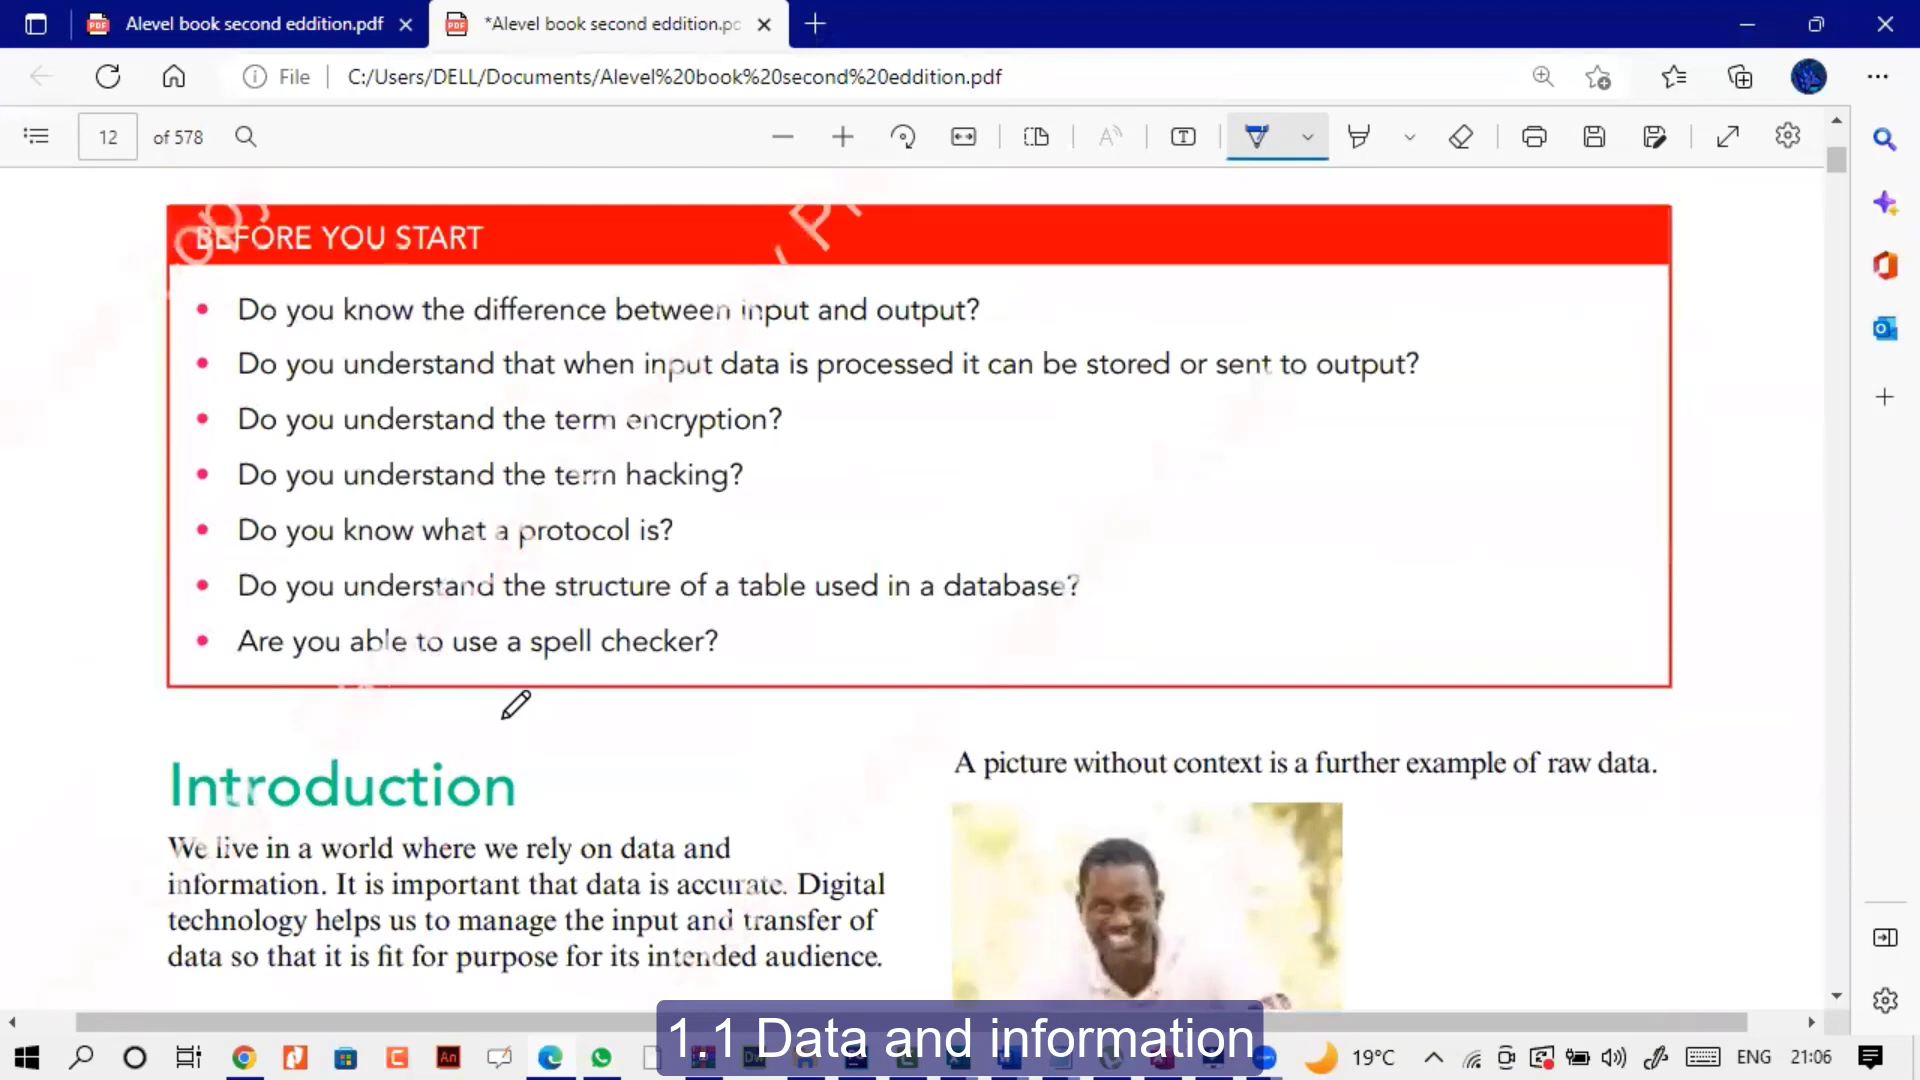 Alevel book second eddition.pdf
*Alevel book second eddition.pd
File
C:/Users/DELL/Documents/Alevel%20book%20second%20eddition.pdf
12
of 578
BEFORE YOU START
• Do you know the difference between input and output?
• Do you understand that when input data is processed it can be stored or sent to output?
• Do you understand the term encryption?
• Do you understand the term hacking?
• Do you know what a protocol is?
• Do you understand the structure of a table used in a database?
• Are you able to use a spell checker?
Introduction
We live in a world where we rely on data and
information. It is important that data is accurate. Digital
technology helps us to manage the input and transfer of
data so that it is fit for purpose for its intended audience.
A picture without context is a further example of raw data.
1.1 Data and information
19°C
ENG
21:06